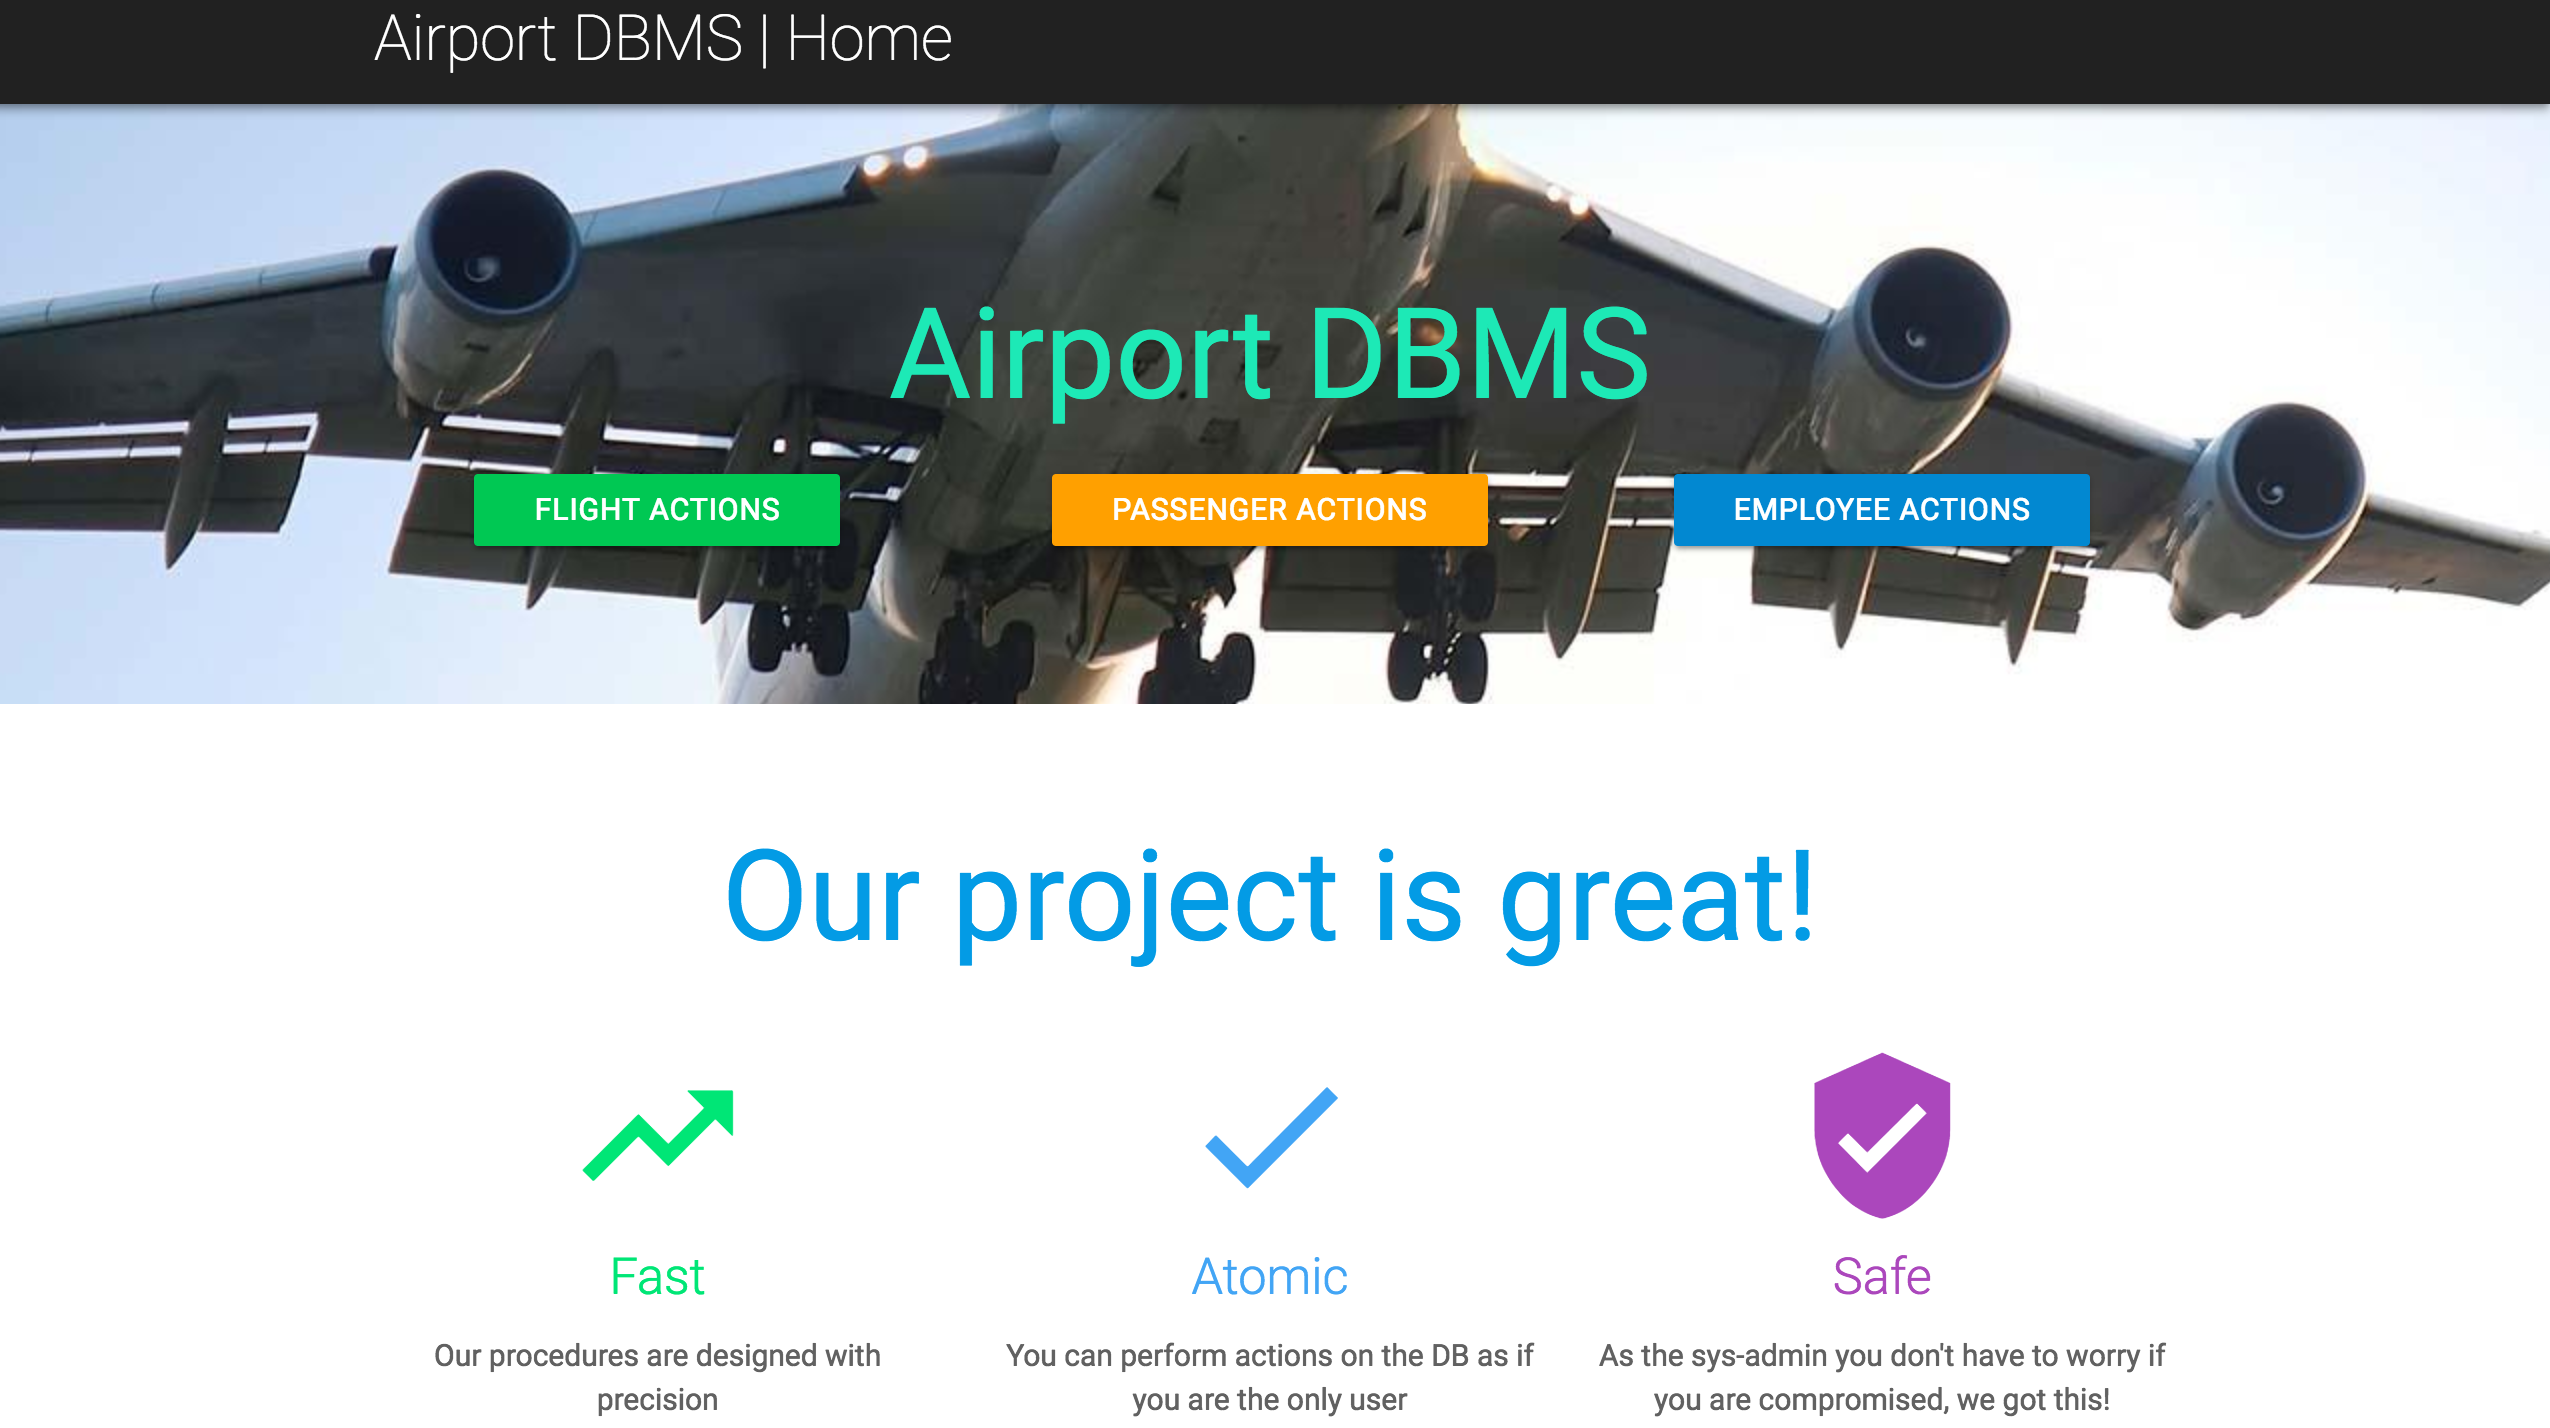 Airport DBMS | Home
Airport DBMS
FLIGHT ACTIONS
PASSENGER ACTIONS
EMPLOYEE ACTIONS
Our project is great!
Fast
Our procedures are designed with
precision
Atomic
You can perform actions on the DB as if
you are the only user
Safe
As the sys-admin you don't have to worry if
you are compromised, we got this!